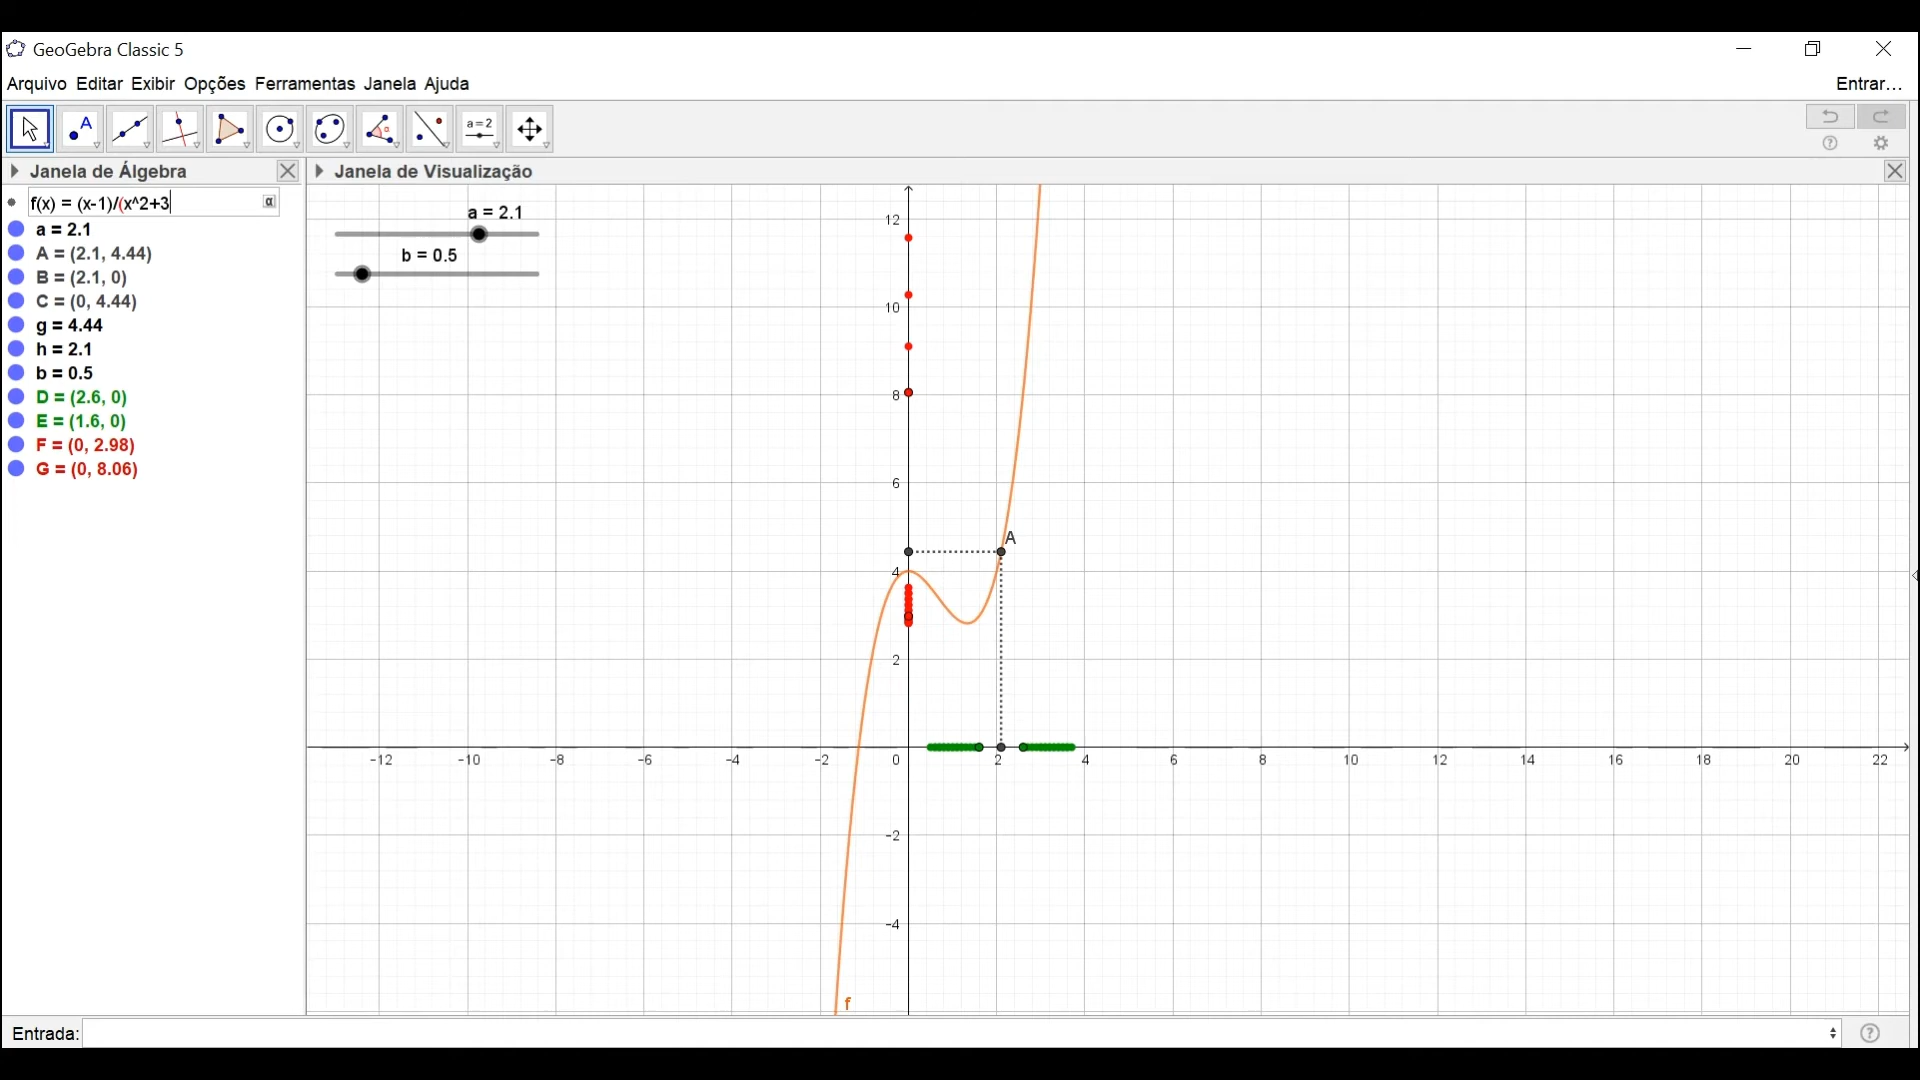 GeoGebra Classic 5
Arquivo Editar Exibir Opções Ferramentas Janela Ajuda
Entrar…
A
a=2
α
Janela de Álgebra
Janela de Visualização
f(x) = (x-1)/(x^2+3
α
a = 2.1
A = (2.1, 4.44)
B = (2.1, 0)
C = (0, 4.44)
g = 4.44
h = 2.1
b = 0.5
D = (2.6, 0)
E = (1.6, 0)
F = (0, 2.98)
G = (0, 8.06)
a = 2.1
b = 0.5
12
10
8
6
A
4
2
-12 -10 -8 -6 -4 -2 0 2 4 6 8 10 12 14 16 18 20 22
-2
-4
f
Entrada: